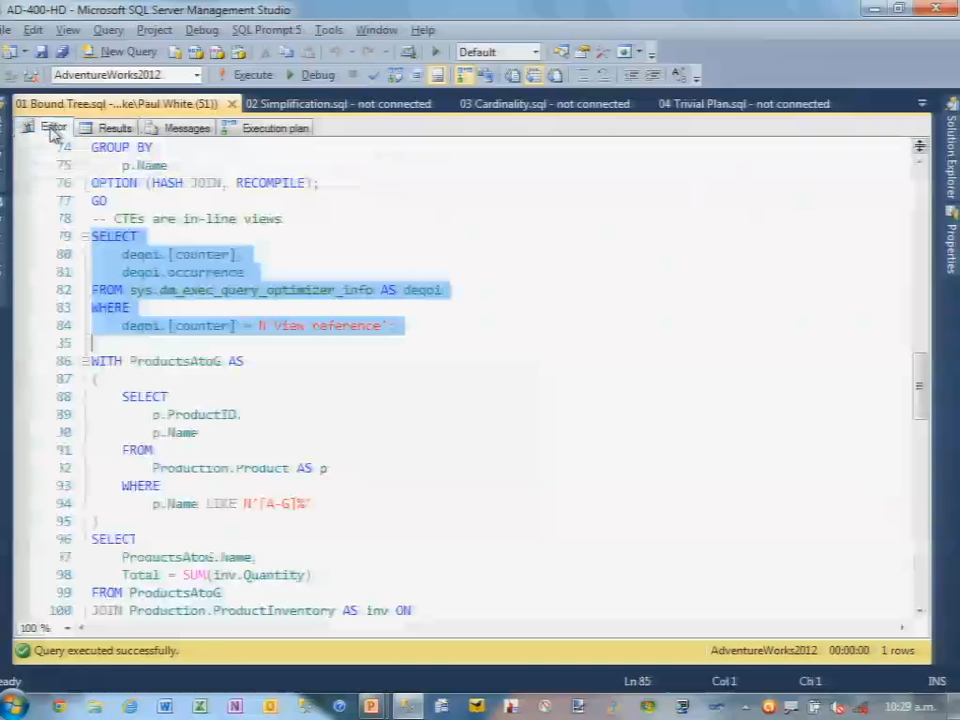 AD-400-HD - Microsoft SQL Server Management Studio
File Edit View Query Project Debug SQL Prompt 5 Tools Window Help
New Query Default
AdventureWorks2012 Execute Debug
01 Bound Tree.sql -...ke\Paul White (51)) 02 Simplification.sql - not connected 03 Cardinality.sql - not connected 04 Trivial Plan.sql - not connected
Editor Results Messages Execution plan
Solution Explorer
Properties
74 GROUP BY
75 p.Name
76 OPTION (HASH JOIN, RECOMPILE);
77 GO
78 -- CTEs are in-line views
79 SELECT
80 deqoi.[counter],
81 deqoi.occurrence
82 FROM sys.dm_exec_query_optimizer_info AS deqoi
83 WHERE
84 deqoi.[counter] = N'View reference';
85
86 WITH ProductsAtoG AS
87 (
88 SELECT
89 p.ProductID,
90 p.Name
91 FROM
92 Production.Product AS p
93 WHERE
94 p.Name LIKE N'[A-G]%'
95 )
96 SELECT
97 ProductsAtoG.Name,
98 Total = SUM(inv.Quantity)
99 FROM ProductsAtoG
100 JOIN Production.ProductInventory AS inv ON
100 %
Query executed successfully. AdventureWorks2012 00:00:00 1 rows
Ready Ln 85 Col 1 Ch 1 INS
10:29 a.m.